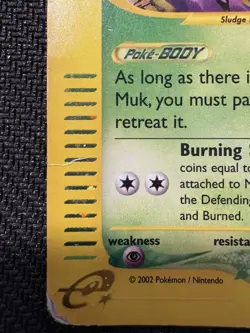 Sludge
Poké-BODY
As long as there i
Muk, you must pa
retreat it.
Burning
coins equal to
attached to M
the Defending
and Burned.
weakness resista
© 2002 Pokémon / Nintendo
e